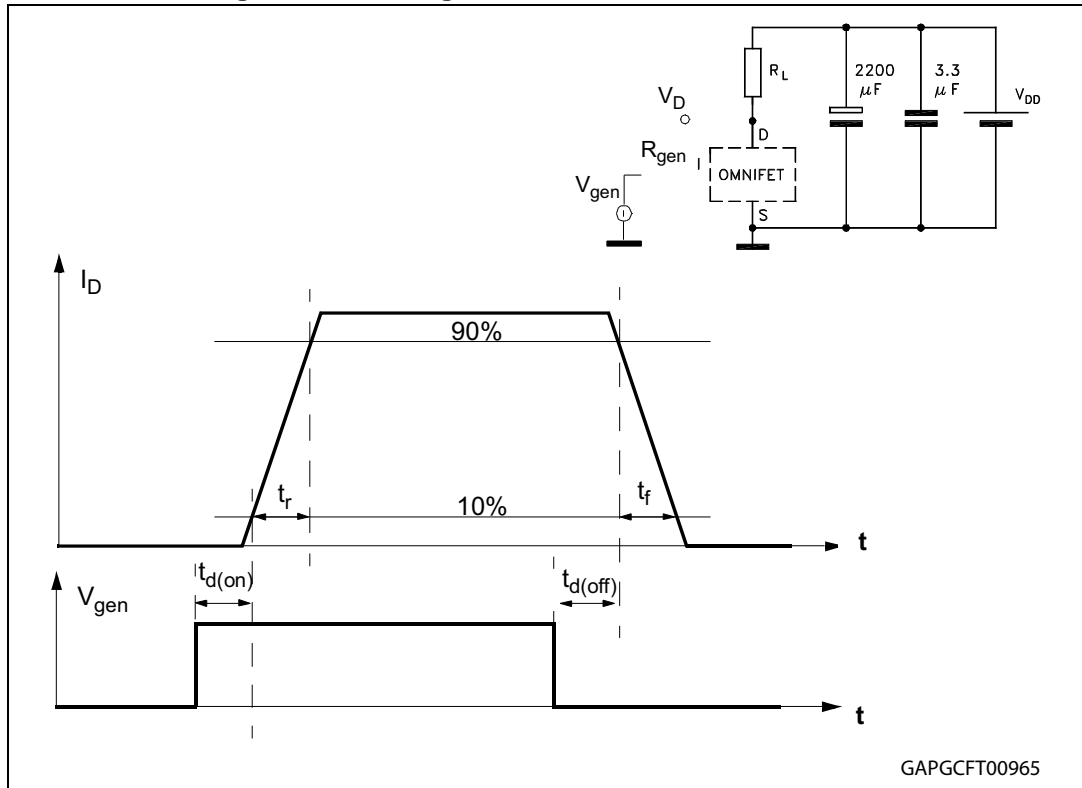 R_L
2200
µF
3.3
µF
V_DD
V_D
D
R_gen
I
OMNIFET
V_gen
S
I_D
90%
t_r
10%
t_f
t
t_d(on)
t_d(off)
V_gen
t
GAPGCFT00965